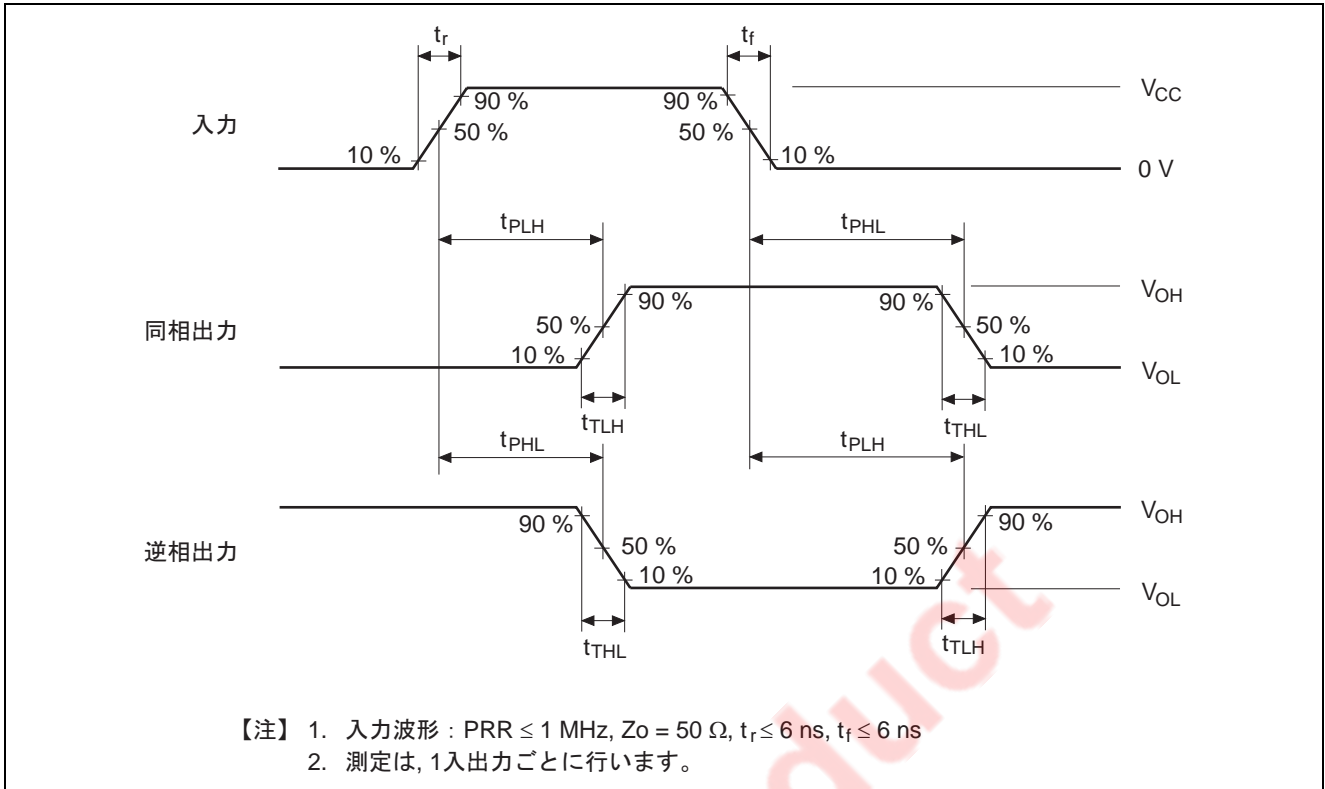 tr tf
VCC
90 % 90 %
入力 50 % 50 %
10 % 10 %
0 V
tPLH tPHL
VOH
90 % 90 %
同相出力 50 % 50 %
10 % 10 %
VOL
tTLH tTHL
tPHL tPLH
VOH
90 % 90 %
逆相出力 50 % 50 %
10 % 10 %
VOL
tTHL tTLH
duct
【注】 1. 入力波形 : PRR ≤ 1 MHz, Zo = 50 Ω, tr ≤ 6 ns, tf ≤ 6 ns
2. 測定は, 1入出力ごとに行います。